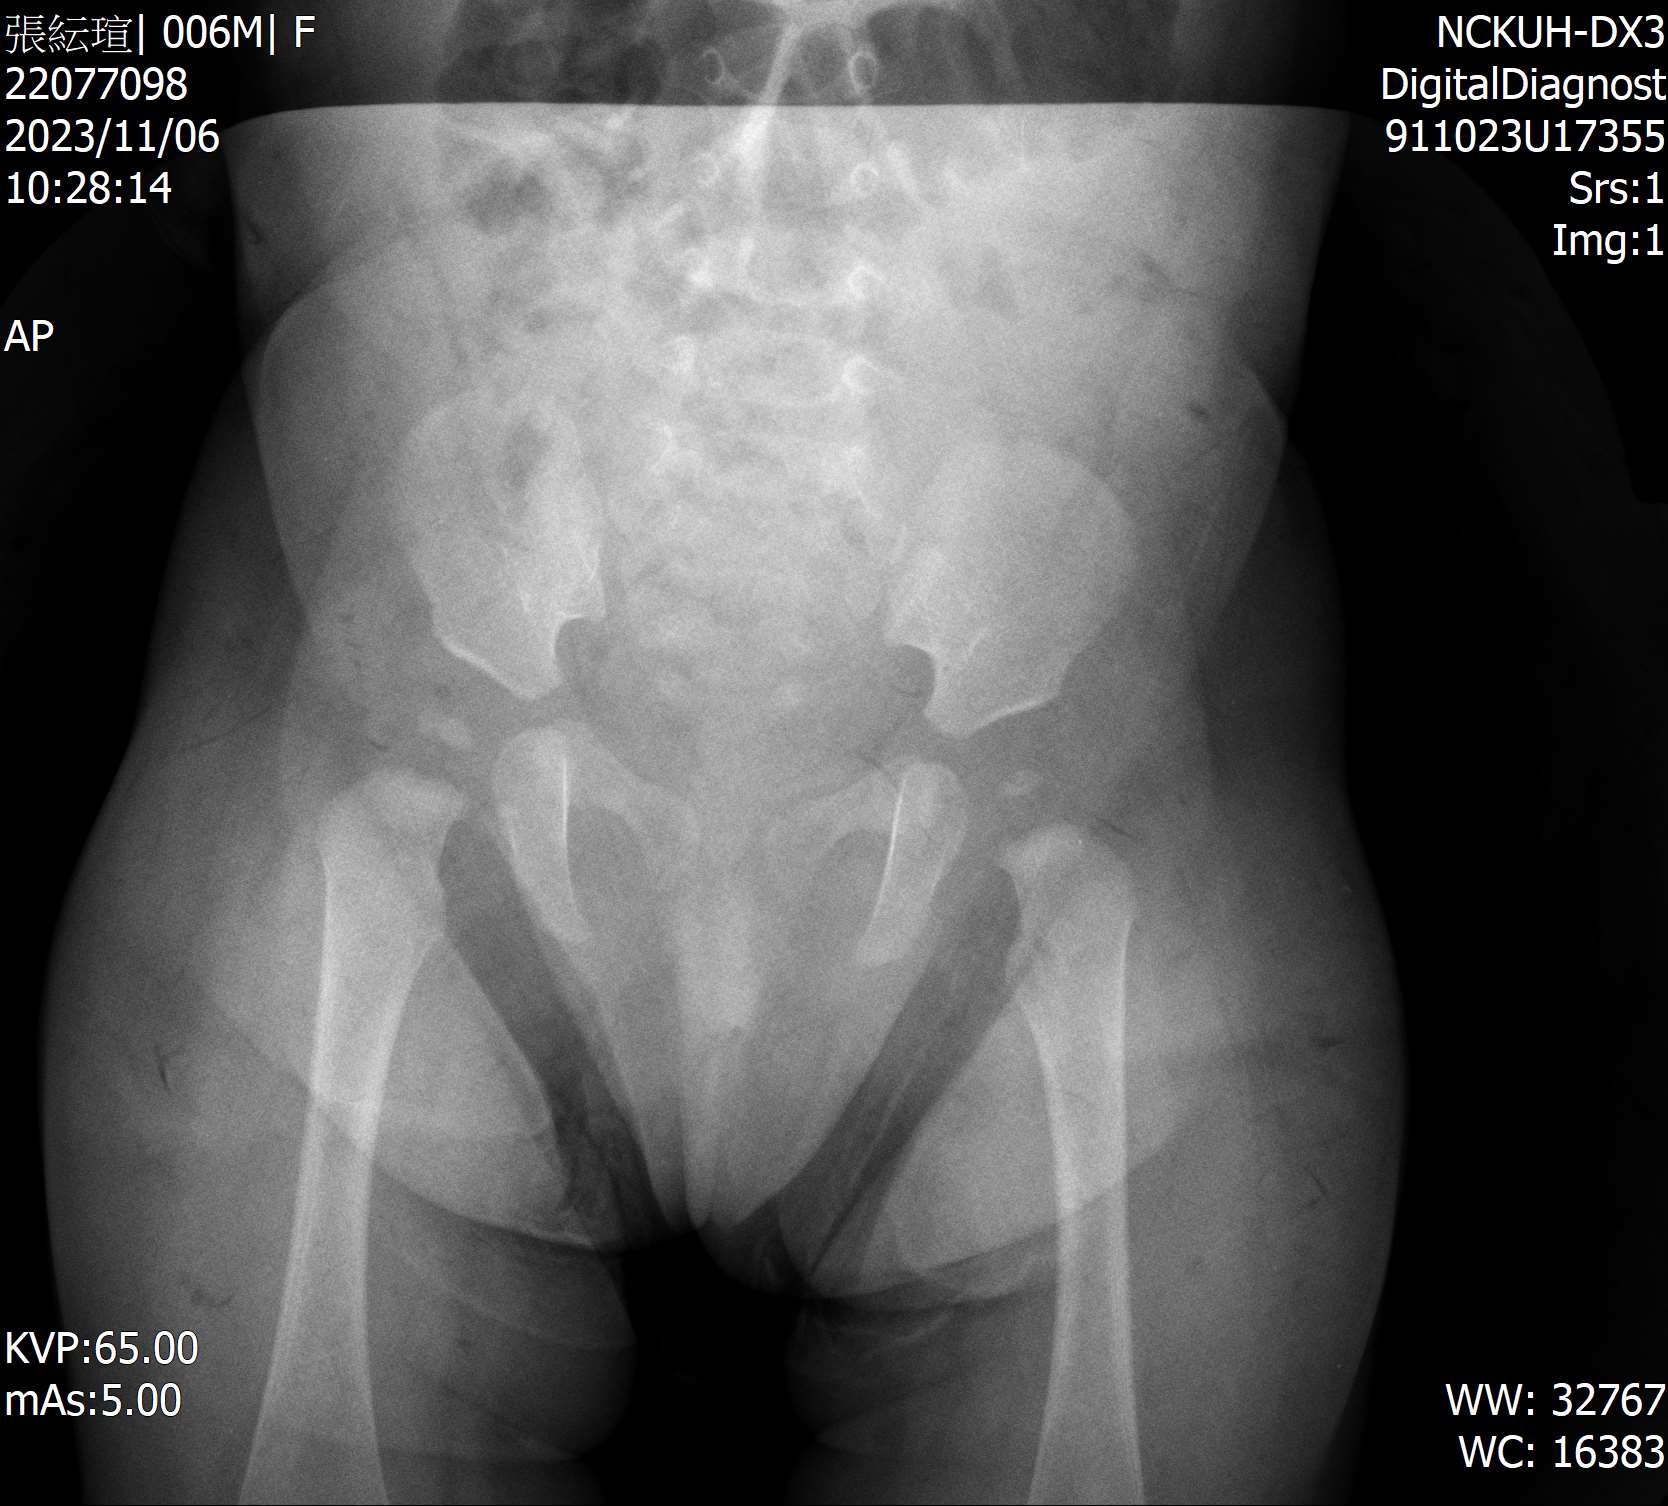 張紜瑄| 006M| F
22077098
2023/11/06
10:28:14
AP
NCKUH-DX3
DigitalDiagnost
911023U17355
Srs:1
Img:1
KVP:65.00
mAs:5.00
WW: 32767
WC: 16383